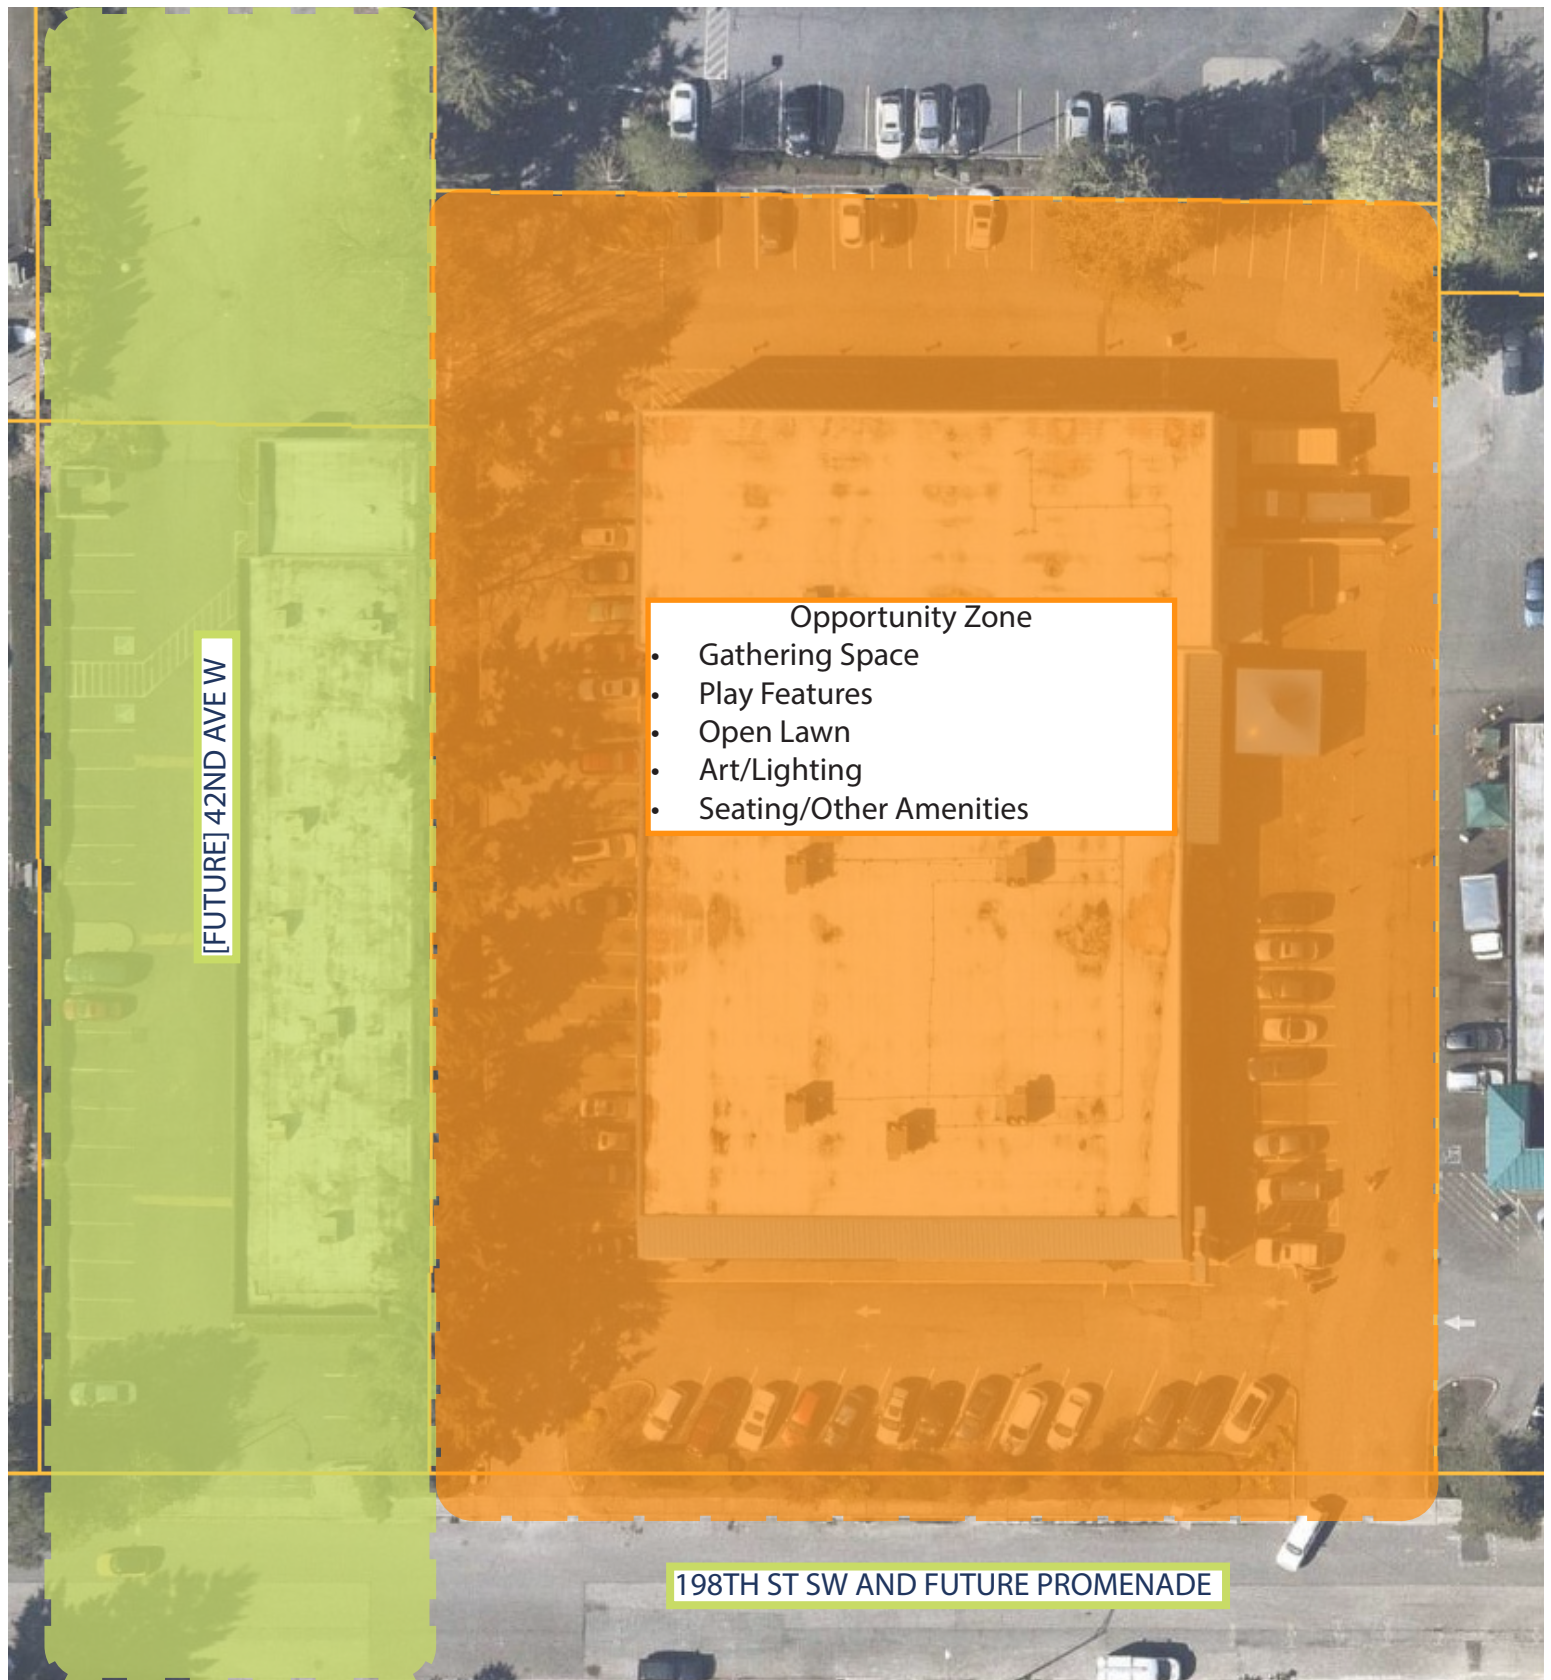 Opportunity Zone
• Gathering Space
• Play Features
• Open Lawn
• Art/Lighting
• Seating/Other Amenities
[FUTURE] 42ND AVE W
198TH ST SW AND FUTURE PROMENADE